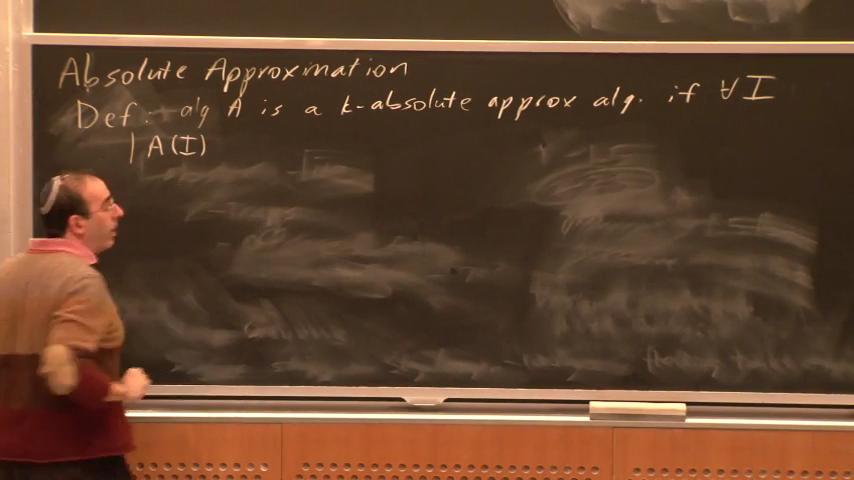 Absolute Approximation
Def: alg A is a k-absolute approx alg. if ∀I
|A(I)